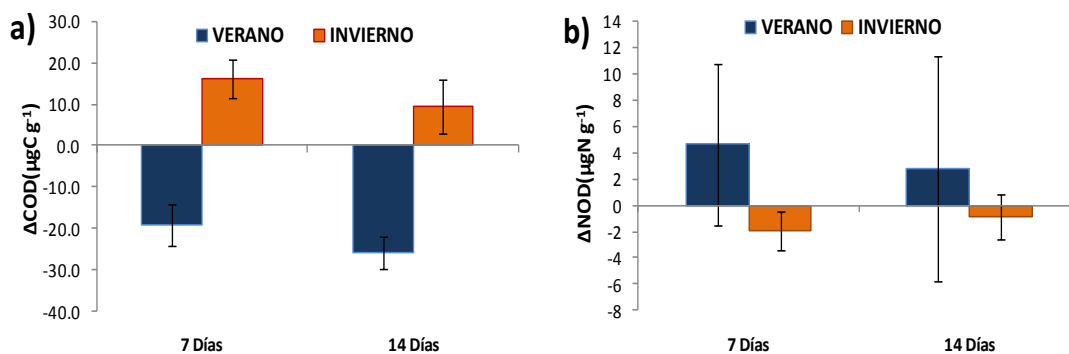 a)
VERANO INVIERNO
ΔCOD(µgC g⁻¹)
30.0
20.0
10.0
0.0
-10.0
-20.0
-30.0
-40.0
7 Días 14 Días
b)
VERANO INVIERNO
ΔNOD(µgN g⁻¹)
14
12
10
8
6
4
2
0
-2
-4
-6
-8
7 Días 14 Días